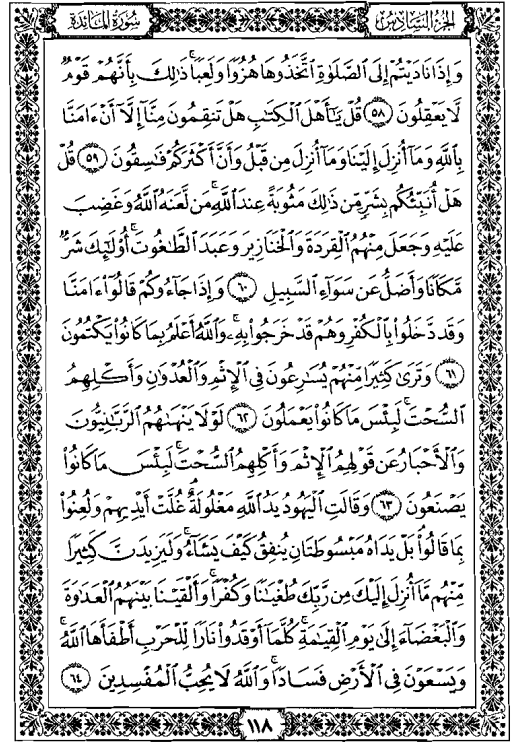 الجزء السادس
سورة المائدة
وَإِذَا نَادَيْتُمْ إِلَى ٱلصَّلَوٰةِ ٱتَّخَذُوهَا هُزُوًا وَلَعِبًا ۚ ذَٰلِكَ بِأَنَّهُمْ قَوْمٌ
لَّا يَعْقِلُونَ ٥٨ قُلْ يَٰٓأَهْلَ ٱلْكِتَٰبِ هَلْ تَنقِمُونَ مِنَّآ إِلَّآ أَنْ ءَامَنَّا
بِٱللَّهِ وَمَآ أُنزِلَ إِلَيْنَا وَمَآ أُنزِلَ مِن قَبْلُ وَأَنَّ أَكْثَرَكُمْ فَٰسِقُونَ ٥٩ قُلْ
هَلْ أُنَبِّئُكُم بِشَرٍّ مِّن ذَٰلِكَ مَثُوبَةً عِندَ ٱللَّهِ ۚ مَن لَّعَنَهُ ٱللَّهُ وَغَضِبَ
عَلَيْهِ وَجَعَلَ مِنْهُمُ ٱلْقِرَدَةَ وَٱلْخَنَازِيرَ وَعَبَدَ ٱلطَّٰغُوتَ ۚ أُو۟لَٰٓئِكَ شَرٌّ
مَّكَانًا وَأَضَلُّ عَن سَوَآءِ ٱلسَّبِيلِ ٦٠ وَإِذَا جَآءُوكُمْ قَالُوٓا۟ ءَامَنَّا
وَقَد دَّخَلُوا۟ بِٱلْكُفْرِ وَهُمْ قَدْ خَرَجُوا۟ بِهِۦ ۚ وَٱللَّهُ أَعْلَمُ بِمَا كَانُوا۟ يَكْتُمُونَ
٦١ وَتَرَىٰ كَثِيرًا مِّنْهُمْ يُسَٰرِعُونَ فِى ٱلْإِثْمِ وَٱلْعُدْوَٰنِ وَأَكْلِهِمُ
ٱلسُّحْتَ ۚ لَبِئْسَ مَا كَانُوا۟ يَعْمَلُونَ ٦٢ لَوْلَا يَنْهَىٰهُمُ ٱلرَّبَّٰنِيُّونَ
وَٱلْأَحْبَارُ عَن قَوْلِهِمُ ٱلْإِثْمَ وَأَكْلِهِمُ ٱلسُّحْتَ ۚ لَبِئْسَ مَا كَانُوا۟
يَصْنَعُونَ ٦٣ وَقَالَتِ ٱلْيَهُودُ يَدُ ٱللَّهِ مَغْلُولَةٌ ۚ غُلَّتْ أَيْدِيهِمْ وَلُعِنُوا۟
بِمَا قَالُوا۟ ۘ بَلْ يَدَاهُ مَبْسُوطَتَانِ يُنفِقُ كَيْفَ يَشَآءُ ۚ وَلَيَزِيدَنَّ كَثِيرًا
مِّنْهُم مَّآ أُنزِلَ إِلَيْكَ مِن رَّبِّكَ طُغْيَٰنًا وَكُفْرًا ۚ وَأَلْقَيْنَا بَيْنَهُمُ ٱلْعَدَٰوَةَ
وَٱلْبَغْضَآءَ إِلَىٰ يَوْمِ ٱلْقِيَٰمَةِ ۚ كُلَّمَآ أَوْقَدُوا۟ نَارًا لِّلْحَرْبِ أَطْفَأَهَا ٱللَّهُ ۚ
وَيَسْعَوْنَ فِى ٱلْأَرْضِ فَسَادًا ۚ وَٱللَّهُ لَا يُحِبُّ ٱلْمُفْسِدِينَ ٦٤
١١٨